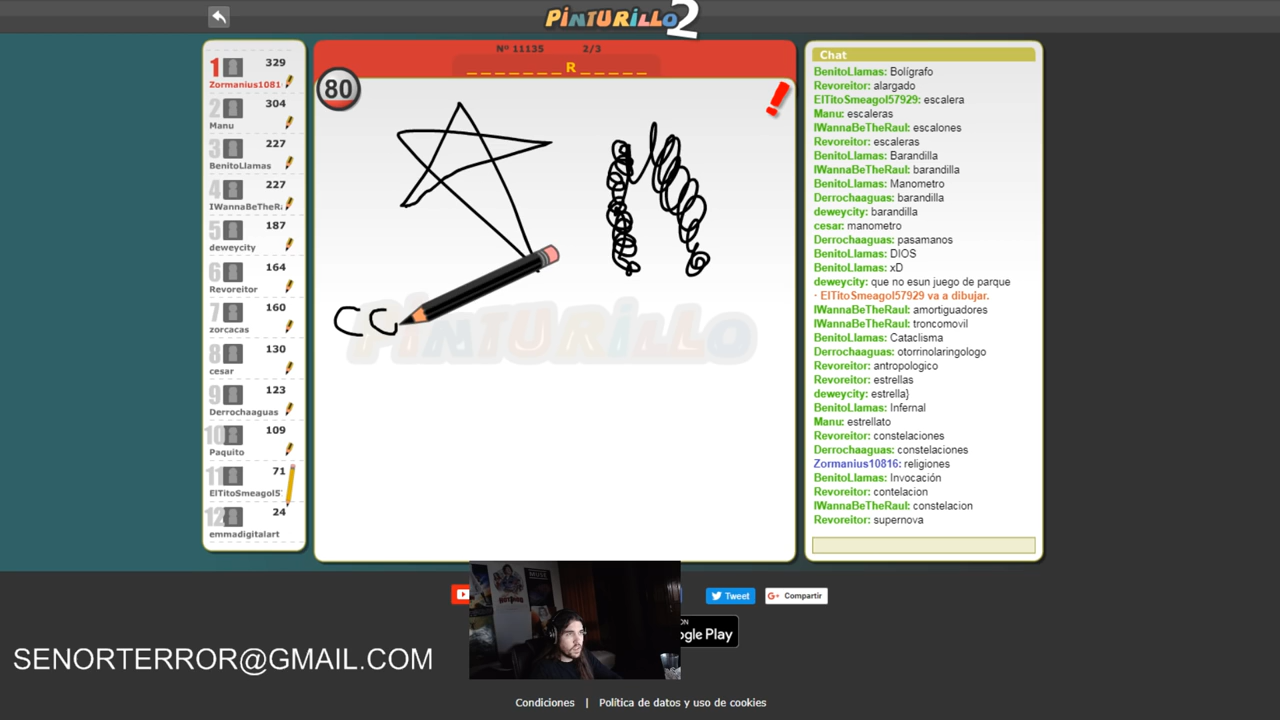 PINTURILLO 2
Nº 11135 2/3
_ _ _ _ _ _ _ R _ _ _ _ _
80
1 329
Zormanius1081
2 304
Manu
3 227
BenitoLlamas
4 227
IWannaBeTheRa
5 187
deweycity
6 164
Revoreitor
7 160
zorcacas
8 130
cesar
9 123
Derrochaaguas
10 109
Paquito
11 71
ElTitoSmeagol5
12 24
emmadigitalart
PINTURILLO
Chat
BenitoLlamas: Bolígrafo
Revoreitor: alargado
ElTitoSmeagol57929: escalera
Manu: escaleras
IWannaBeTheRaul: escalones
Revoreitor: escaleras
BenitoLlamas: Barandilla
IWannaBeTheRaul: barandilla
BenitoLlamas: Manometro
Derrochaaguas: barandilla
deweycity: barandilla
cesar: manometro
Derrochaaguas: pasamanos
BenitoLlamas: DIOS
BenitoLlamas: xD
deweycity: que no esun juego de parque
· ElTitoSmeagol57929 va a dibujar.
IWannaBeTheRaul: amortiguadores
IWannaBeTheRaul: troncomovil
BenitoLlamas: Cataclisma
Derrochaaguas: otorrinolaringologo
Revoreitor: antropologico
Revoreitor: estrellas
deweycity: estrella}
BenitoLlamas: Infernal
Manu: estrellato
Revoreitor: constelaciones
Derrochaaguas: constelaciones
Zormanius10816: religiones
BenitoLlamas: Invocación
Revoreitor: contelacion
IWannaBeTheRaul: constelacion
Revoreitor: supernova
Tweet
G+ Compartir
ON
ogle Play
SENORTERROR@GMAIL.COM
Condiciones | Política de datos y uso de cookies